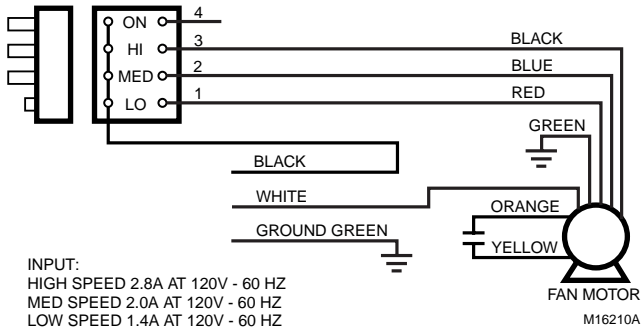 ON 4
HI 3
MED 2
LO 1
BLACK
BLUE
RED
GREEN
BLACK
WHITE
ORANGE
GROUND GREEN
YELLOW
INPUT:
HIGH SPEED 2.8A AT 120V - 60 HZ
MED SPEED 2.0A AT 120V - 60 HZ
LOW SPEED 1.4A AT 120V - 60 HZ
FAN MOTOR
M16210A